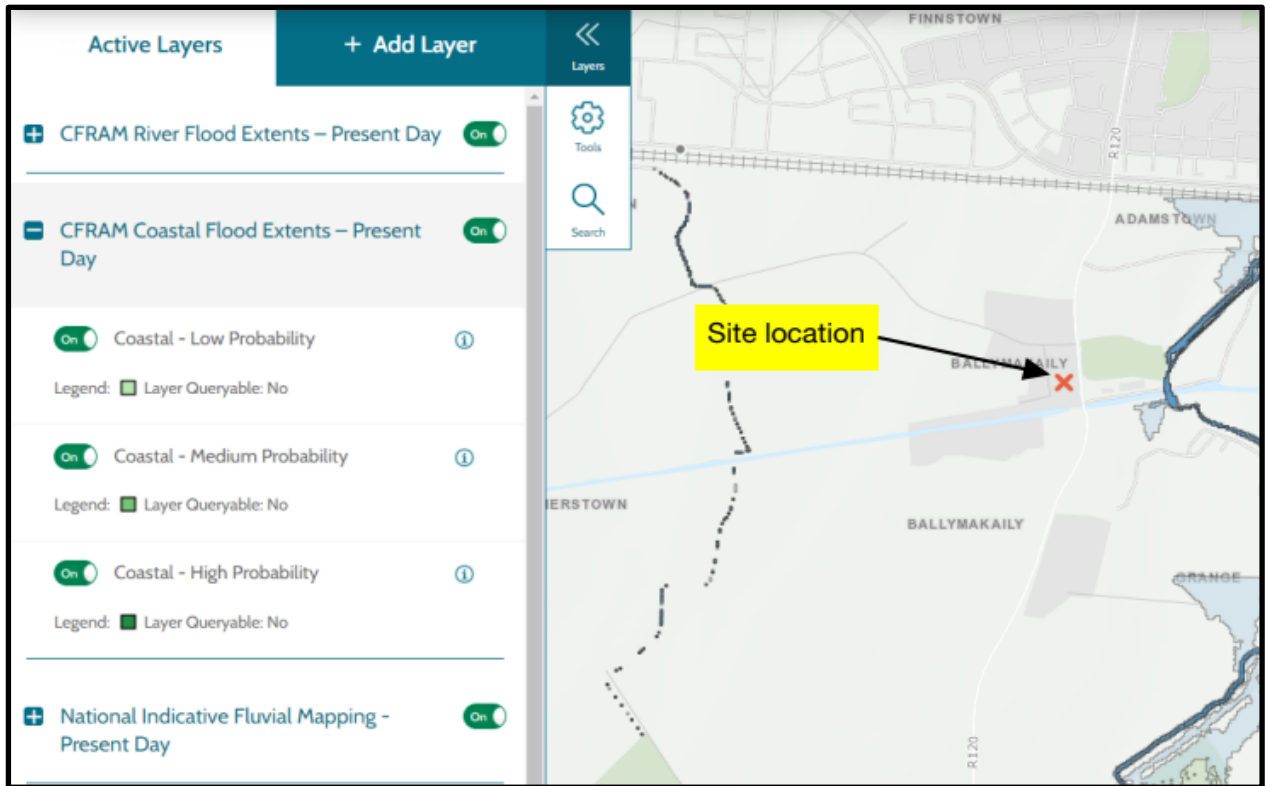 Active Layers
+ Add Layer
Layers
CFRAM River Flood Extents – Present Day
On
Tools
CFRAM Coastal Flood Extents – Present
Day
On
Search
Coastal - Low Probability
On
Legend: Layer Queryable: No
Coastal - Medium Probability
On
Legend: Layer Queryable: No
Coastal - High Probability
On
Legend: Layer Queryable: No
National Indicative Fluvial Mapping -
Present Day
On
FINNSTOWN
R120
ADAMSTOWN
Site location
BALLYMAKAILY
IERSTOWN
BALLYMAKAILY
GRANGE
R120